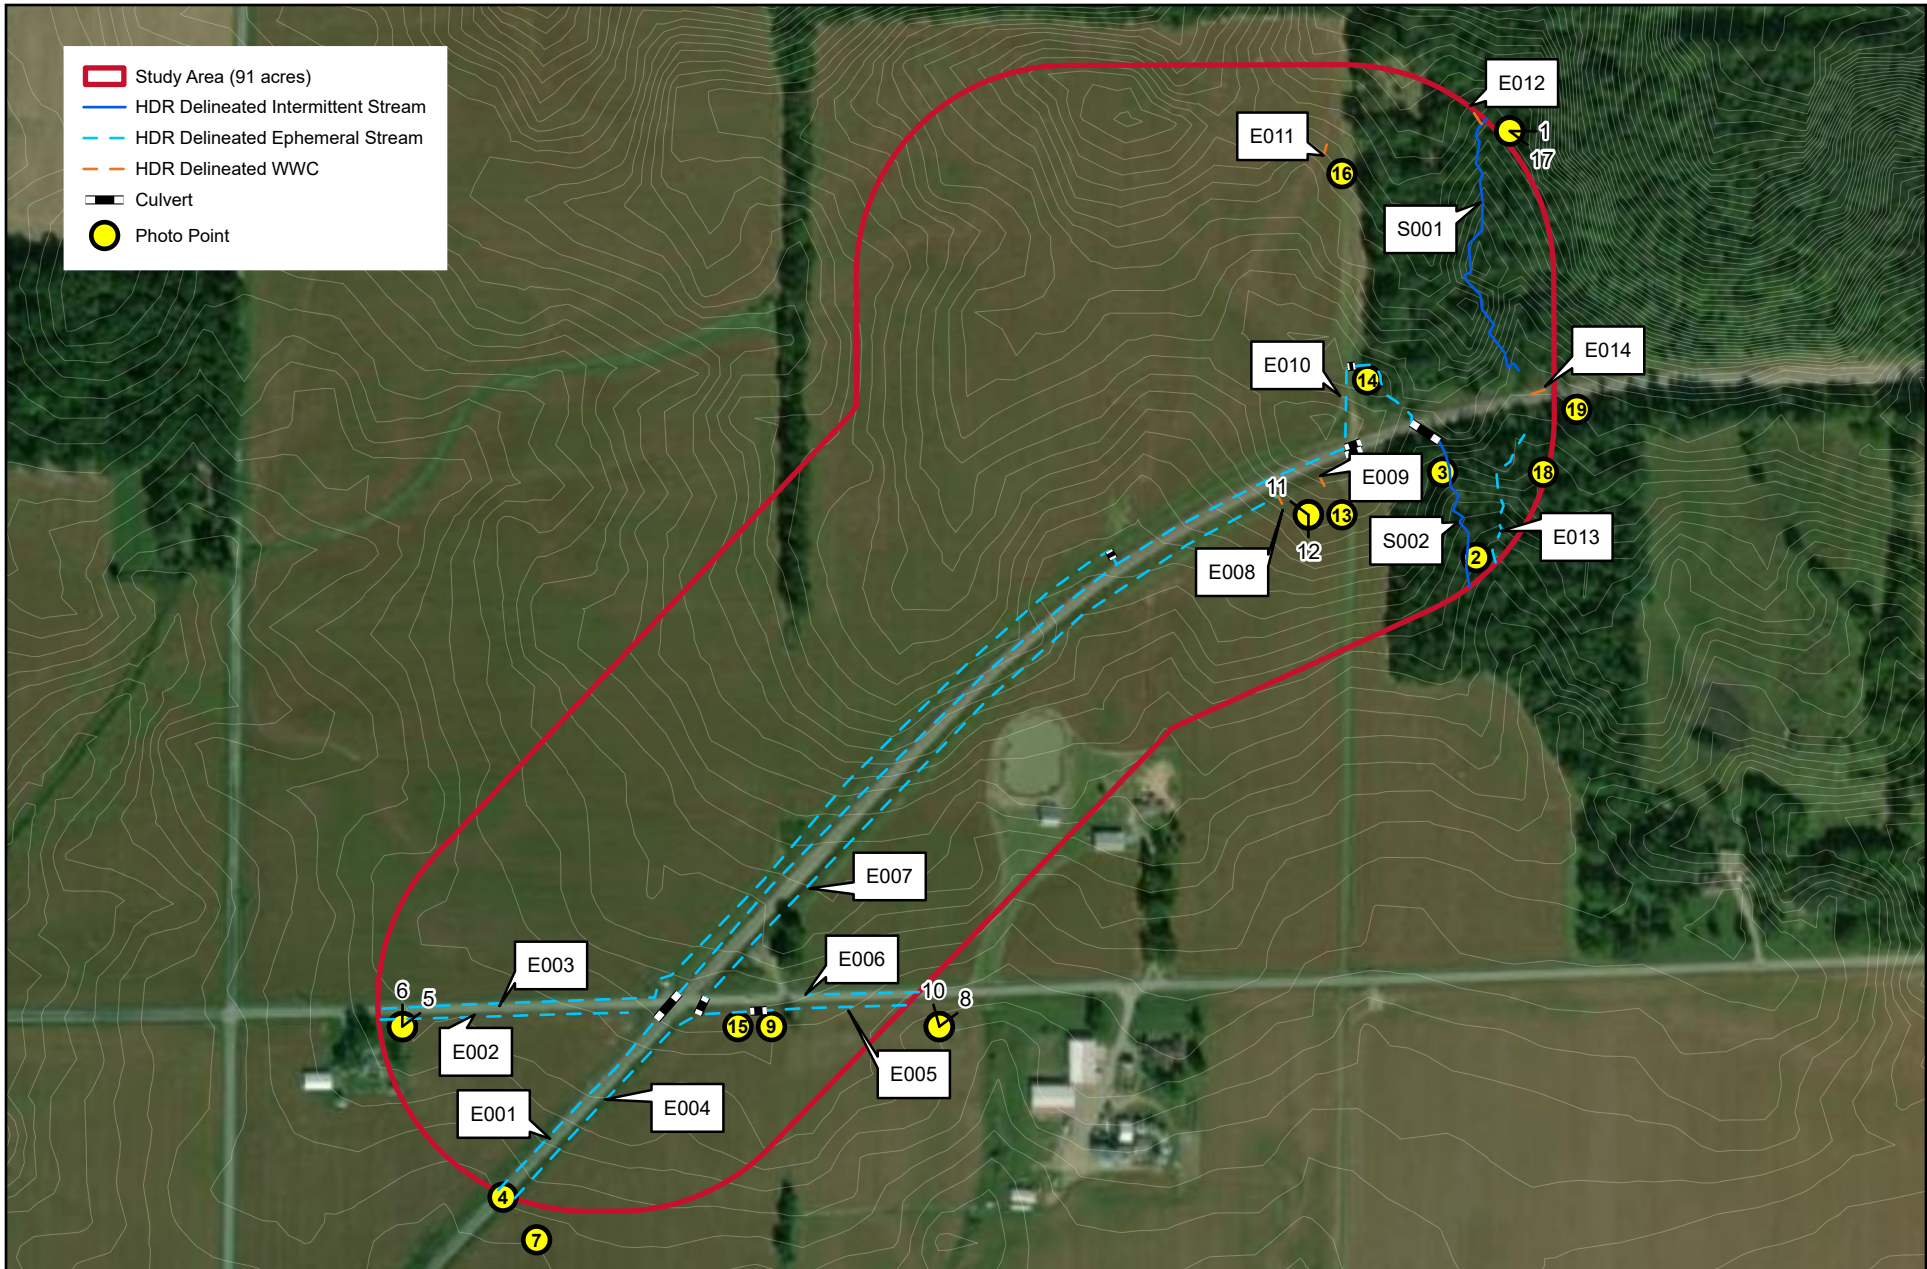 Study Area (91 acres)
HDR Delineated Intermittent Stream
HDR Delineated Ephemeral Stream
HDR Delineated WWC
Culvert
Photo Point
E012
1
17
E011
16
S001
E014
E010
14
19
3
18
E009
11
13
12
S002
E013
2
E008
E007
E003
E006
10
8
6
5
15
9
E002
E005
E001
E004
4
7